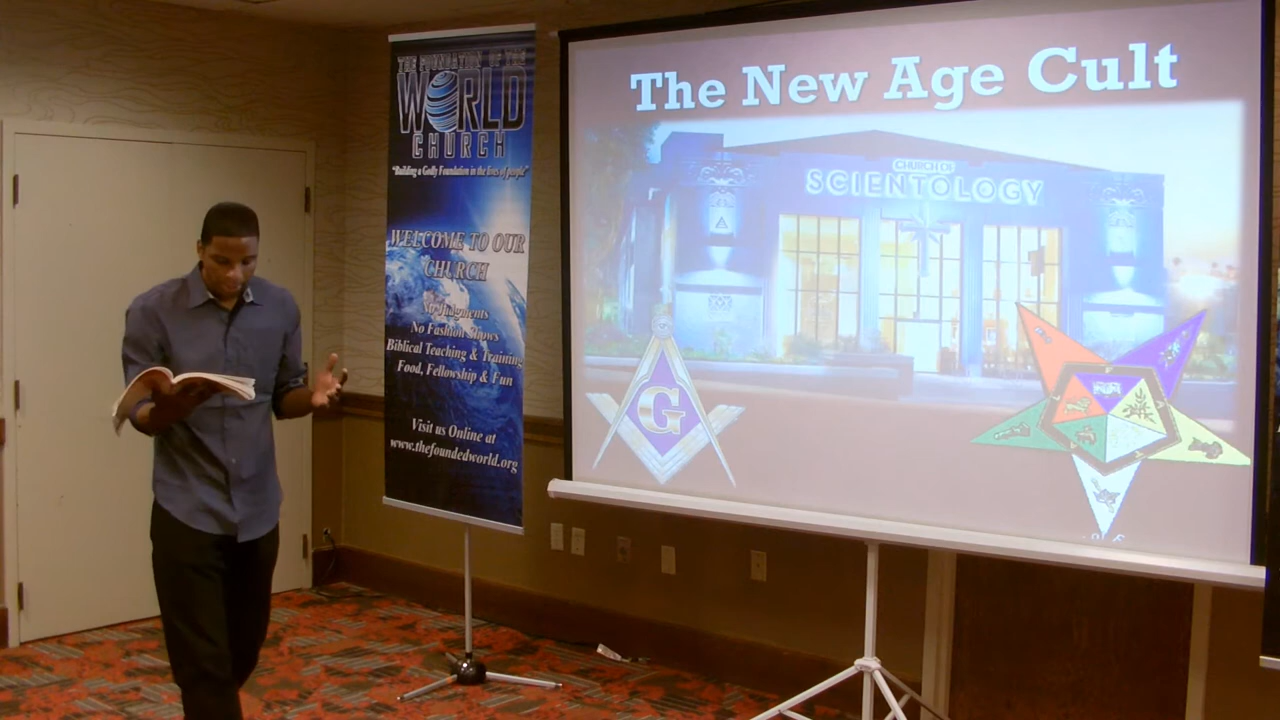 THE FOUNDATION OF THE
WORLD
CHURCH
"Building a Godly Foundation in the lives of people"
WELCOME TO OUR
CHURCH
No Judgments
No Fashion Shows
Biblical Teaching & Training
Food, Fellowship & Fun
Visit us Online at
www.thefoundedworld.org
The New Age Cult
CHURCH OF
SCIENTOLOGY
G